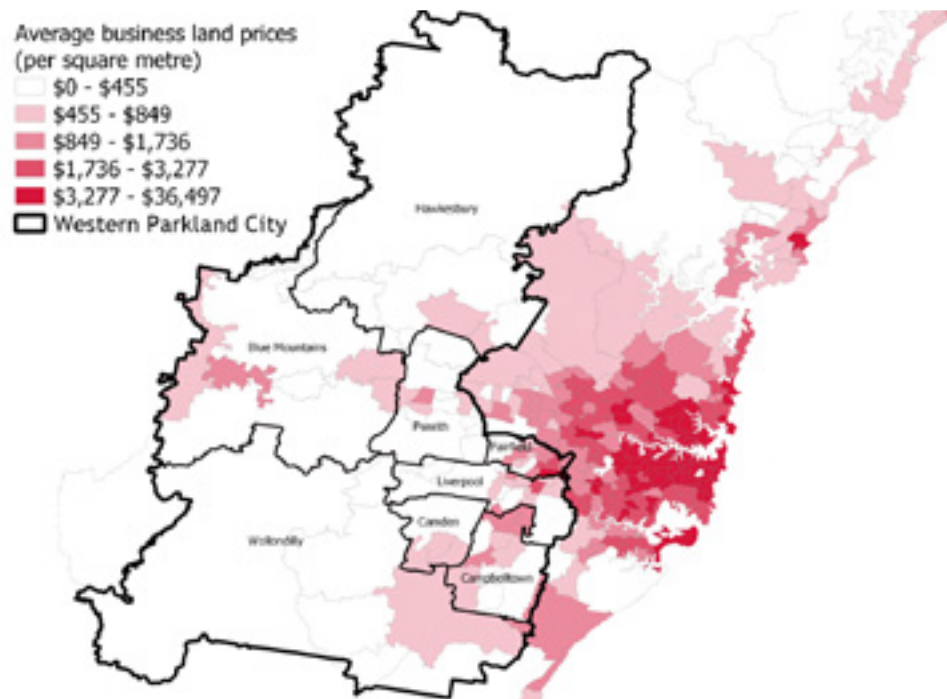 Average business land prices
(per square metre)
$0 - $455
$455 - $849
$849 - $1,736
$1,736 - $3,277
$3,277 - $36,497
Western Parkland City
Hawkesbury
Blue Mountains
Penrith
Fairfield
Liverpool
Camden
Wollondilly
Campbelltown